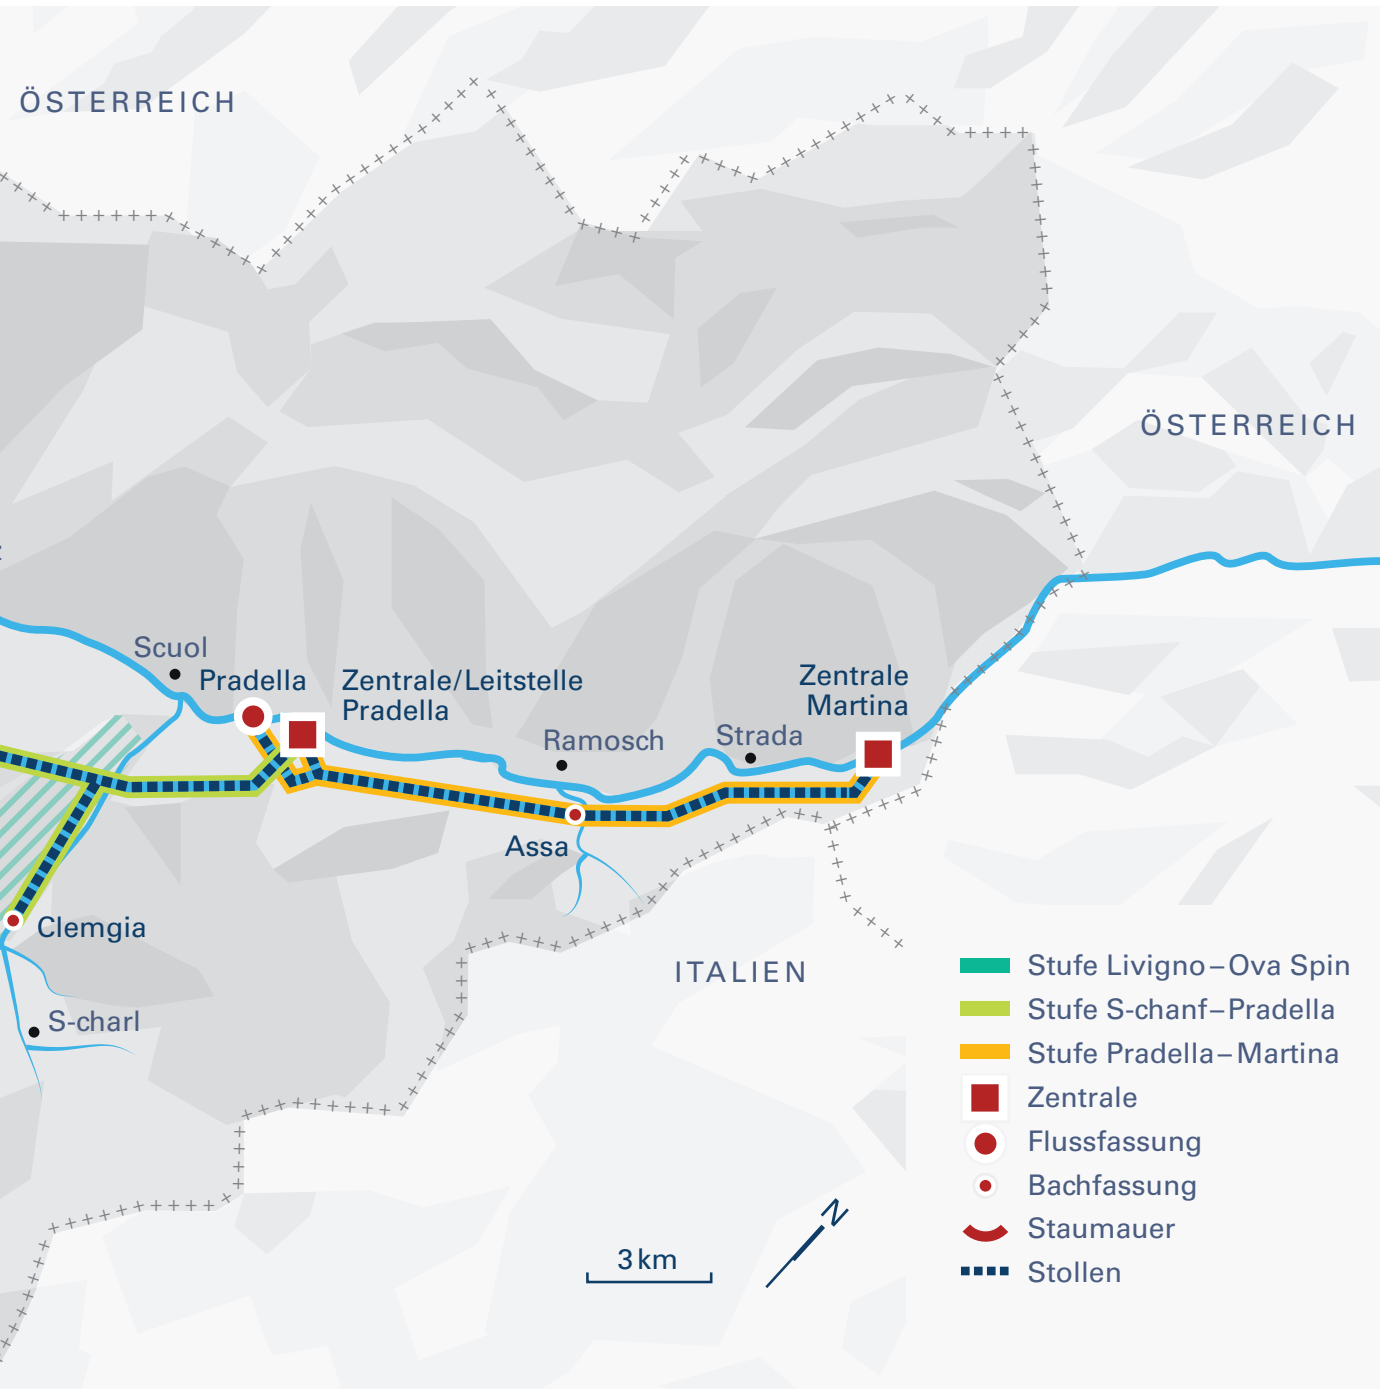 ÖSTERREICH
ÖSTERREICH
Scuol
Pradella
Zentrale/Leitstelle
Pradella
Zentrale
Martina
Ramosch
Strada
Assa
Clemgia
S-charl
ITALIEN
Stufe Livigno–Ova Spin
Stufe S-chanf–Pradella
Stufe Pradella–Martina
Zentrale
Flussfassung
Bachfassung
Staumauer
Stollen
3 km
N